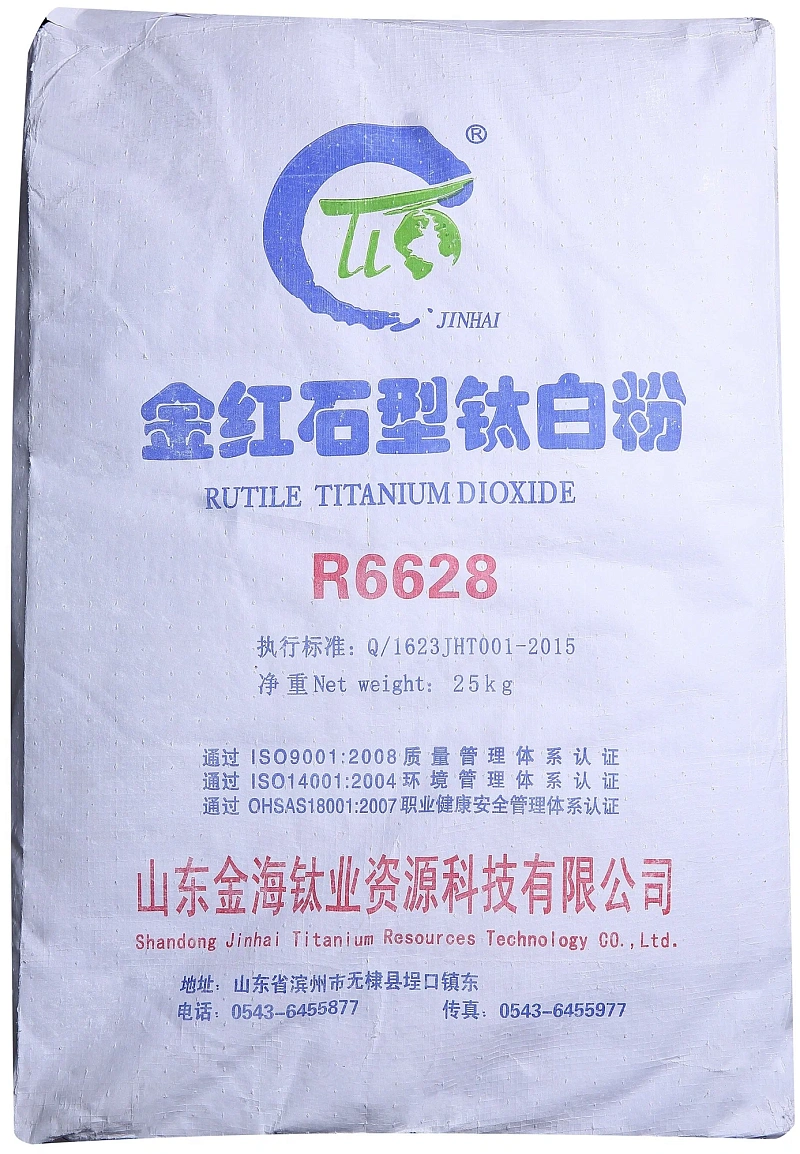 ®
TiO
JINHAI
金红石型钛白粉
RUTILE TITANIUM DIOXIDE
R6628
执行标准：Q/1623JHT001-2015
净重Net weight：25kg
通过 ISO9001:2008质量管理体系认证
通过 ISO14001:2004环境管理体系认证
通过 OHSAS18001:2007职业健康安全管理体系认证
山东金海钛业资源科技有限公司
Shandong Jinhai Titanium Resources Technology CO.,Ltd.
地址：山东省滨州市无棣县埕口镇东
电话：0543-6455877 传真：0543-6455977